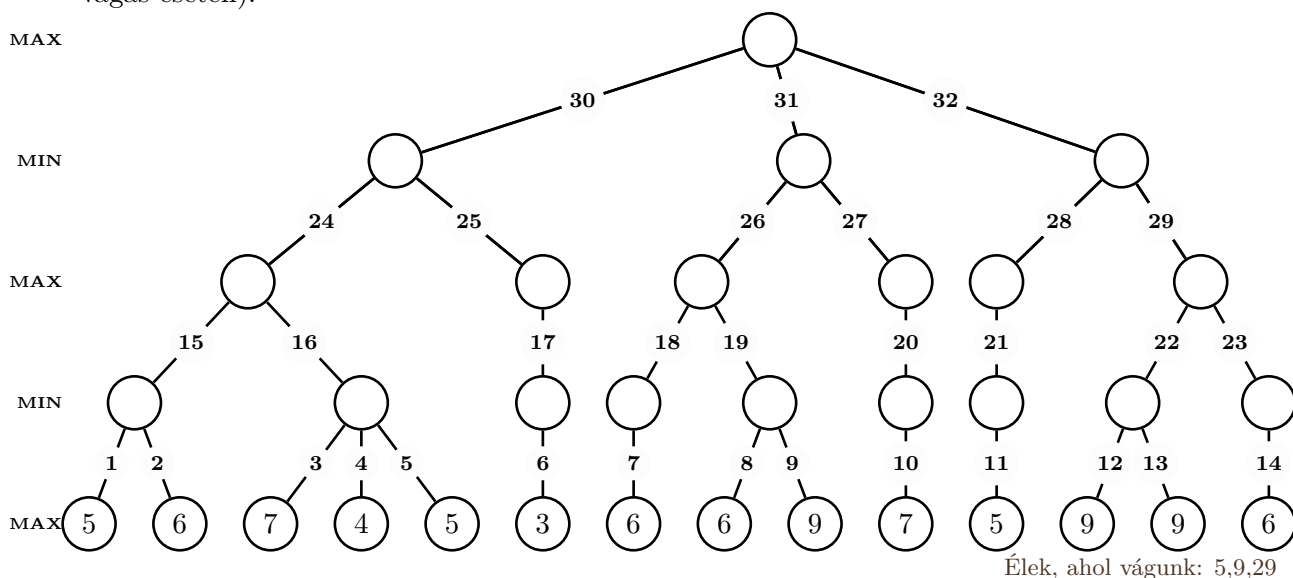 vágás esetén).
MAX
30 31 32
MIN
24 25 26 27 28 29
MAX
15 16 17 18 19 20 21 22 23
MIN
1 2 3 4 5 6 7 8 9 10 11 12 13 14
MAX 5 6 7 4 5 3 6 6 9 7 5 9 9 6
Élek, ahol vágunk: 5,9,29